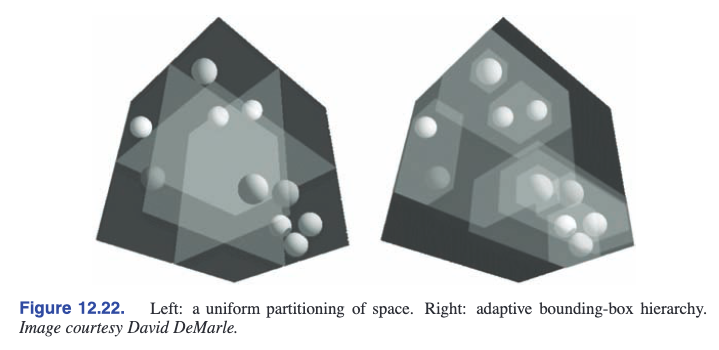 Figure 12.22. Left: a uniform partitioning of space. Right: adaptive bounding-box hierarchy.
Image courtesy David DeMarle.